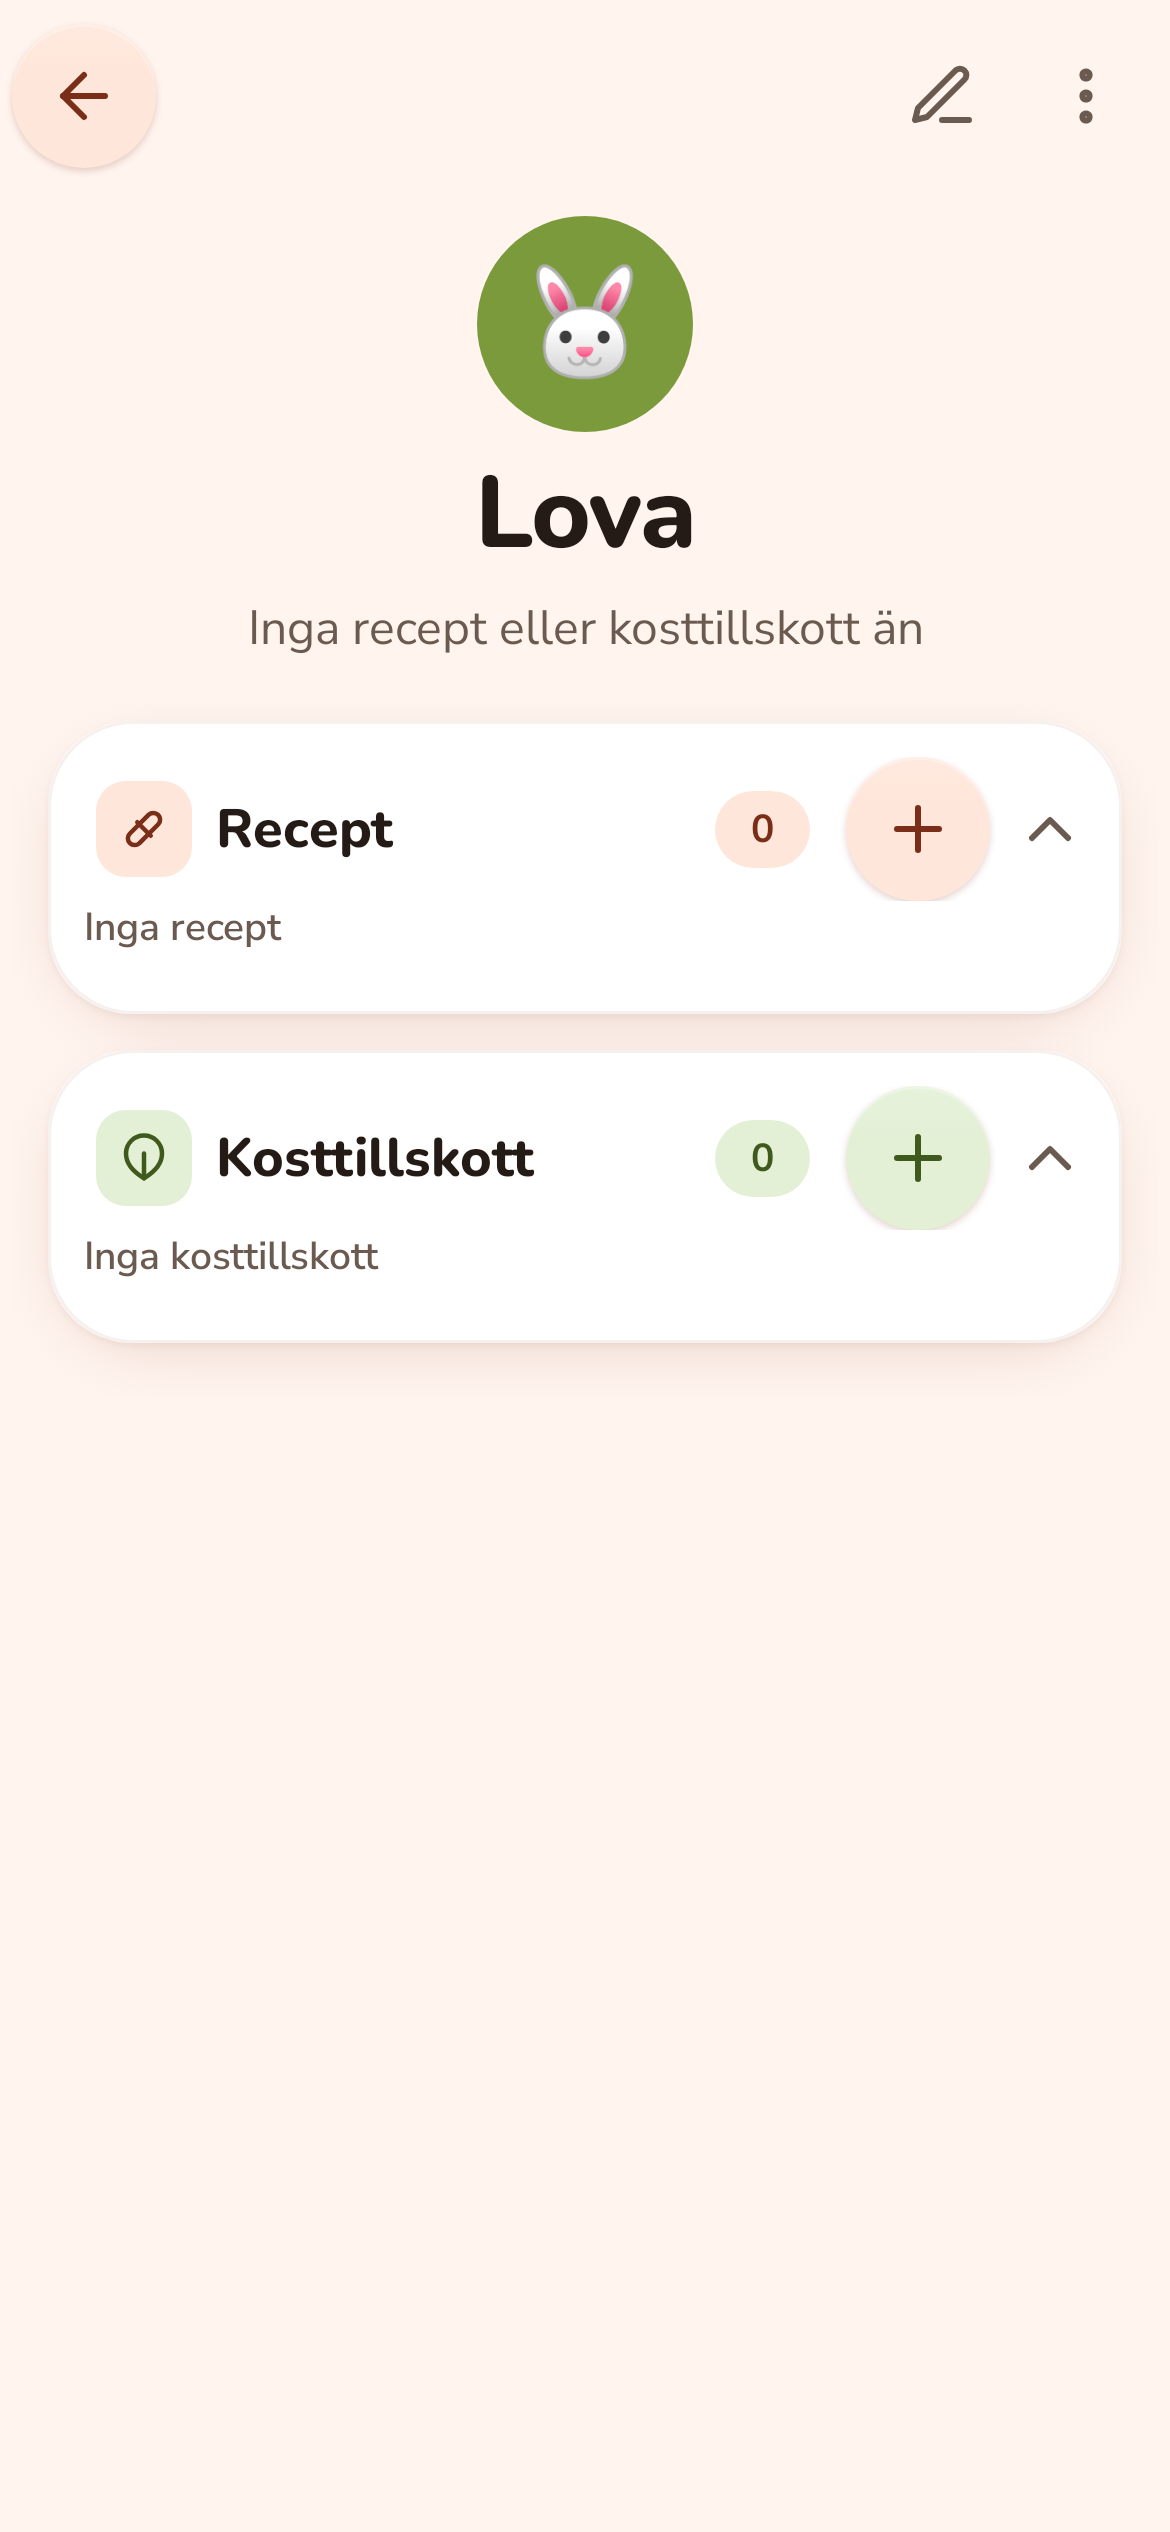 Lova
Inga recept eller kosttillskott än
Recept
0
Inga recept
Kosttillskott
0
Inga kosttillskott